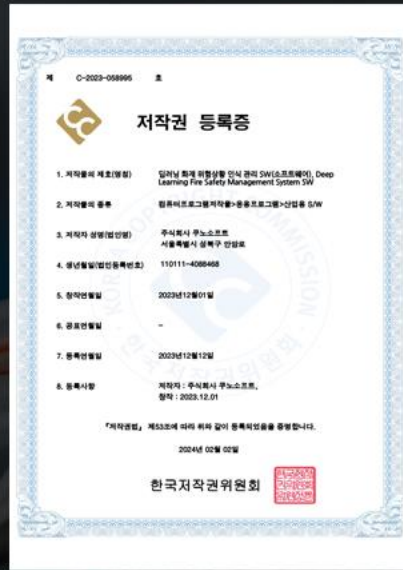 제 C-2023-058995 호
저작권 등록증
1. 저작물의 제호(명칭) 딥러닝 화재 위험상황 인식 관리 SW(소프트웨어), Deep
Learning Fire Safety Management System SW
2. 저작물의 종류 컴퓨터프로그램저작물>응용프로그램>산업용 S/W
3. 저작자 성명(법인명) 주식회사 쿠노소프트
서울특별시 성북구 안암로
4. 생년월일(법인등록번호) 110111-4088468
5. 창작연월일 2023년12월01일
6. 공표연월일 -
7. 등록연월일 2023년12월12일
8. 등록사항 저작자 : 주식회사 쿠노소프트,
창작 : 2023.12.01
『저작권법』 제53조에 따라 위와 같이 등록되었음을 증명합니다.
2024년 02월 02일
한국저작권위원회